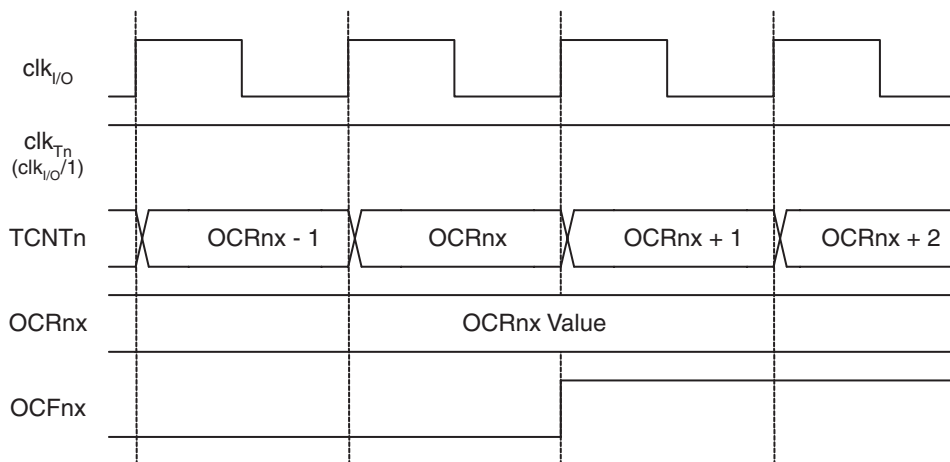 clkI/O
clkTn
(clkI/O/1)
TCNTn OCRnx - 1 OCRnx OCRnx + 1 OCRnx + 2
OCRnx OCRnx Value
OCFnx